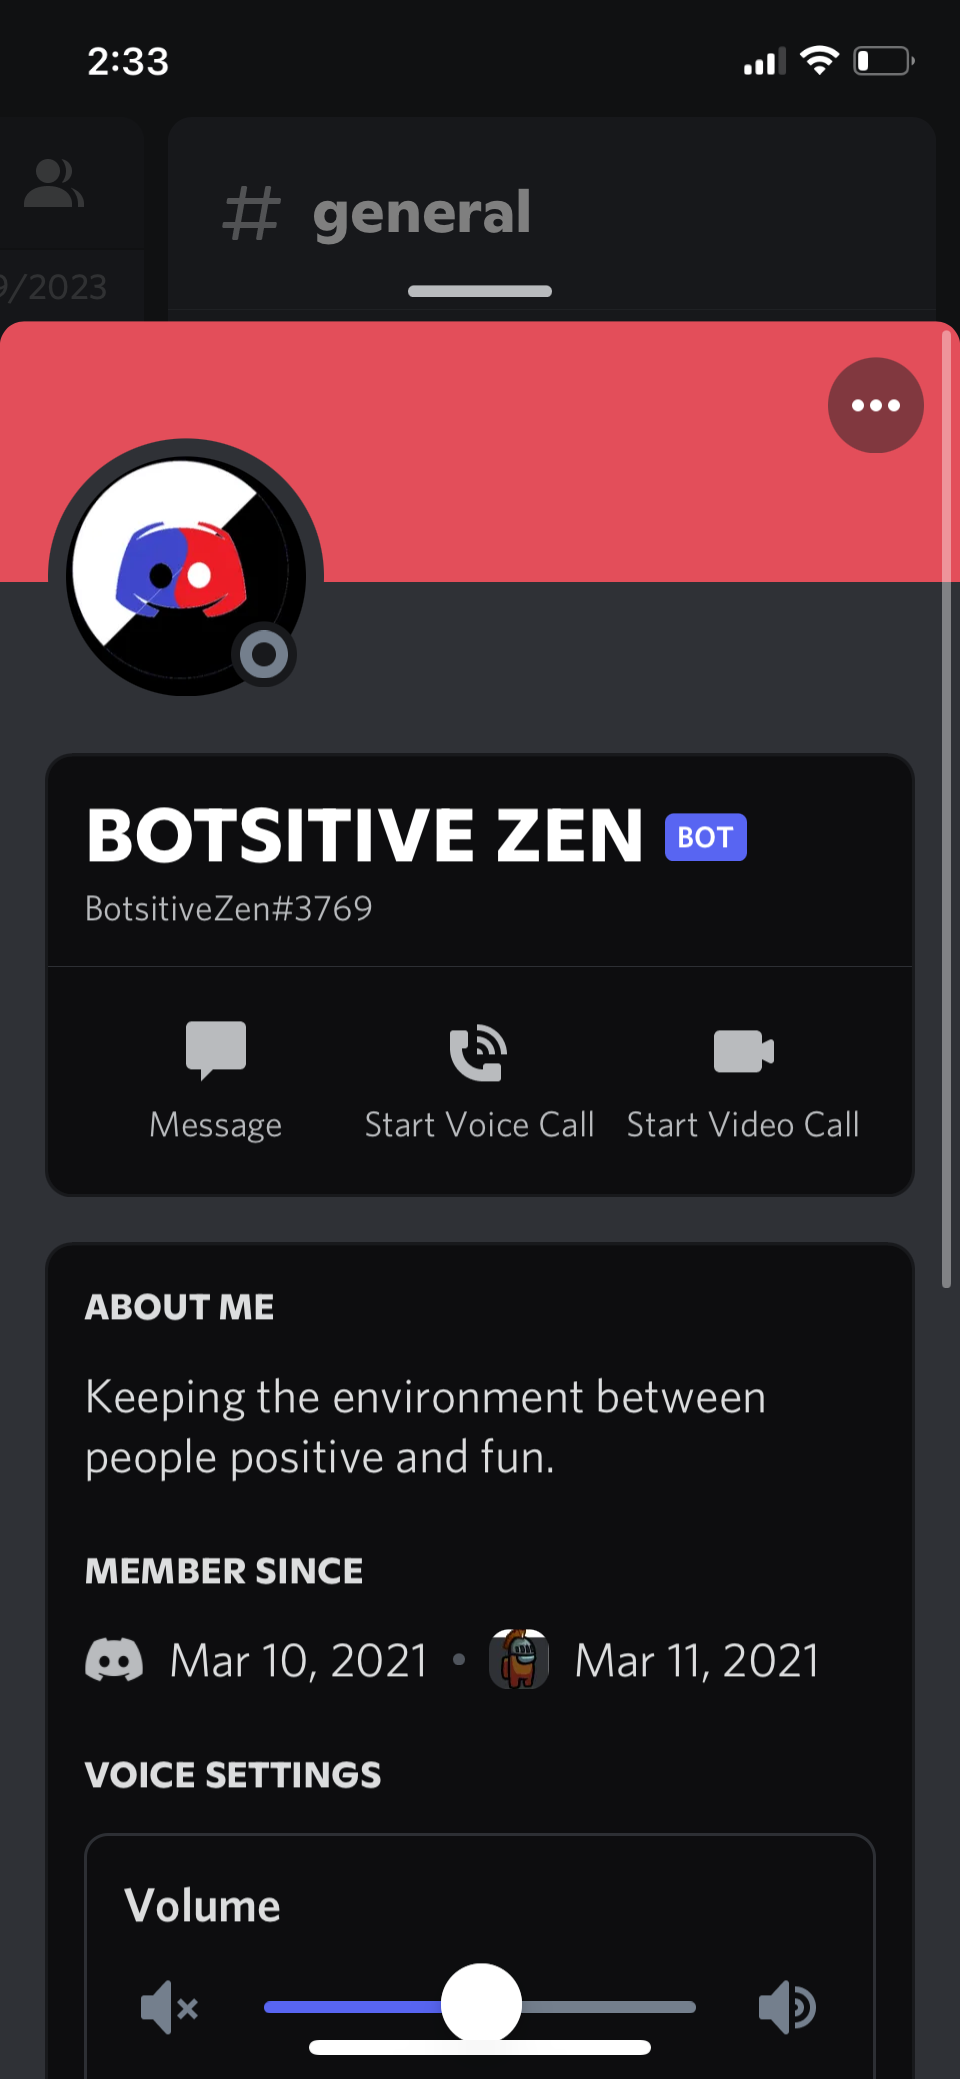 2:33
general
9/2023
BOTSITIVE ZEN BOT
BotsitiveZen#3769
Message Start Voice Call Start Video Call
ABOUT ME
Keeping the environment between
people positive and fun.
MEMBER SINCE
Mar 10, 2021 • Mar 11, 2021
VOICE SETTINGS
Volume